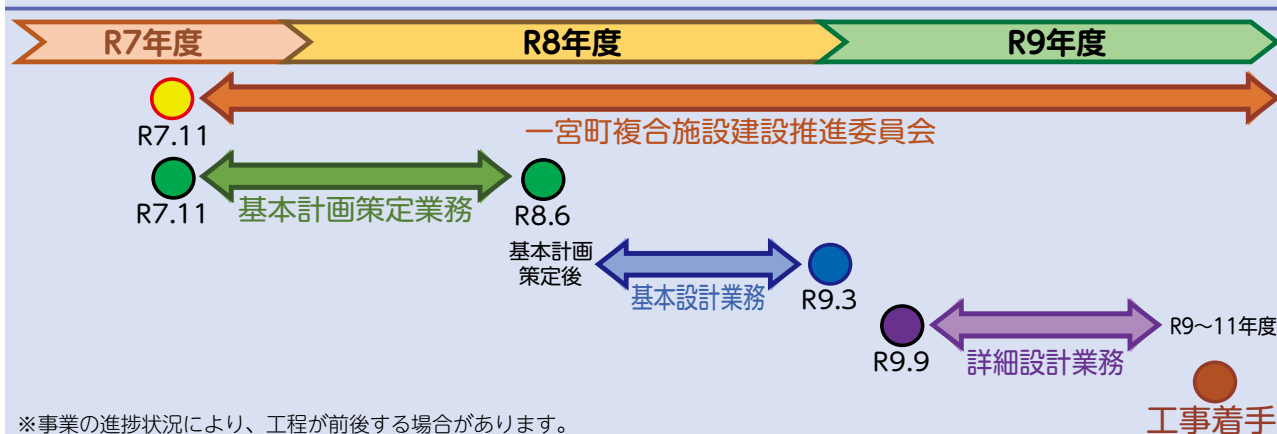 R7年度
R8年度
R9年度
R7.11
一宮町複合施設建設推進委員会
R7.11
基本計画策定業務
R8.6
基本計画
策定後
基本設計業務
R9.3
R9.9
詳細設計業務
R9～11年度
工事着手
※事業の進捗状況により、工程が前後する場合があります。